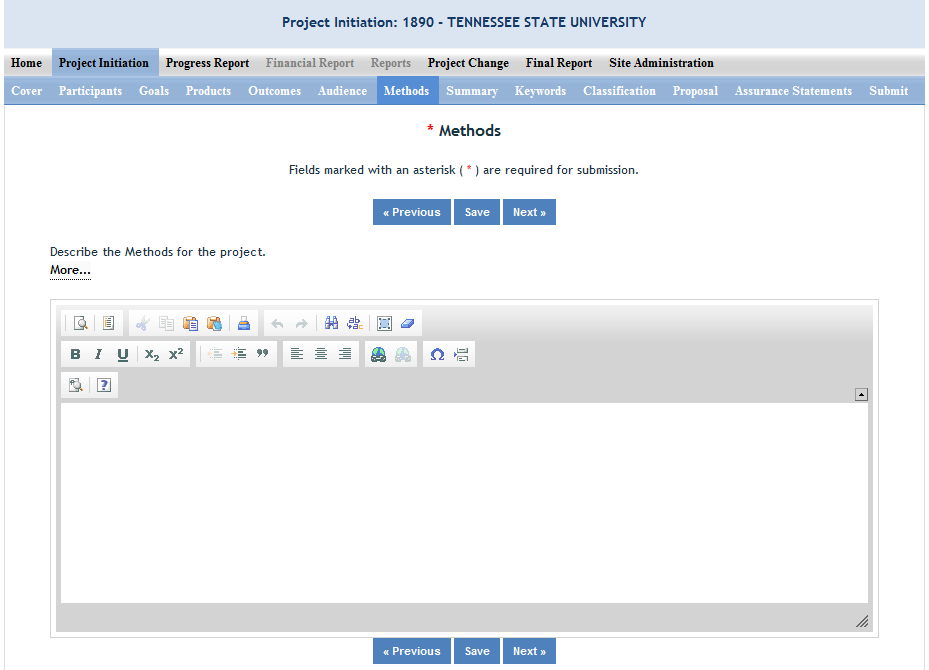 Project Initiation: 1890 - TENNESSEE STATE UNIVERSITY
Home Project Initiation Progress Report Financial Report Reports Project Change Final Report Site Administration
Cover Participants Goals Products Outcomes Audience Methods Summary Keywords Classification Proposal Assurance Statements Submit
* Methods
Fields marked with an asterisk ( * ) are required for submission.
« Previous Save Next »
Describe the Methods for the project.
More...
B I U X₂ X²
« Previous Save Next »